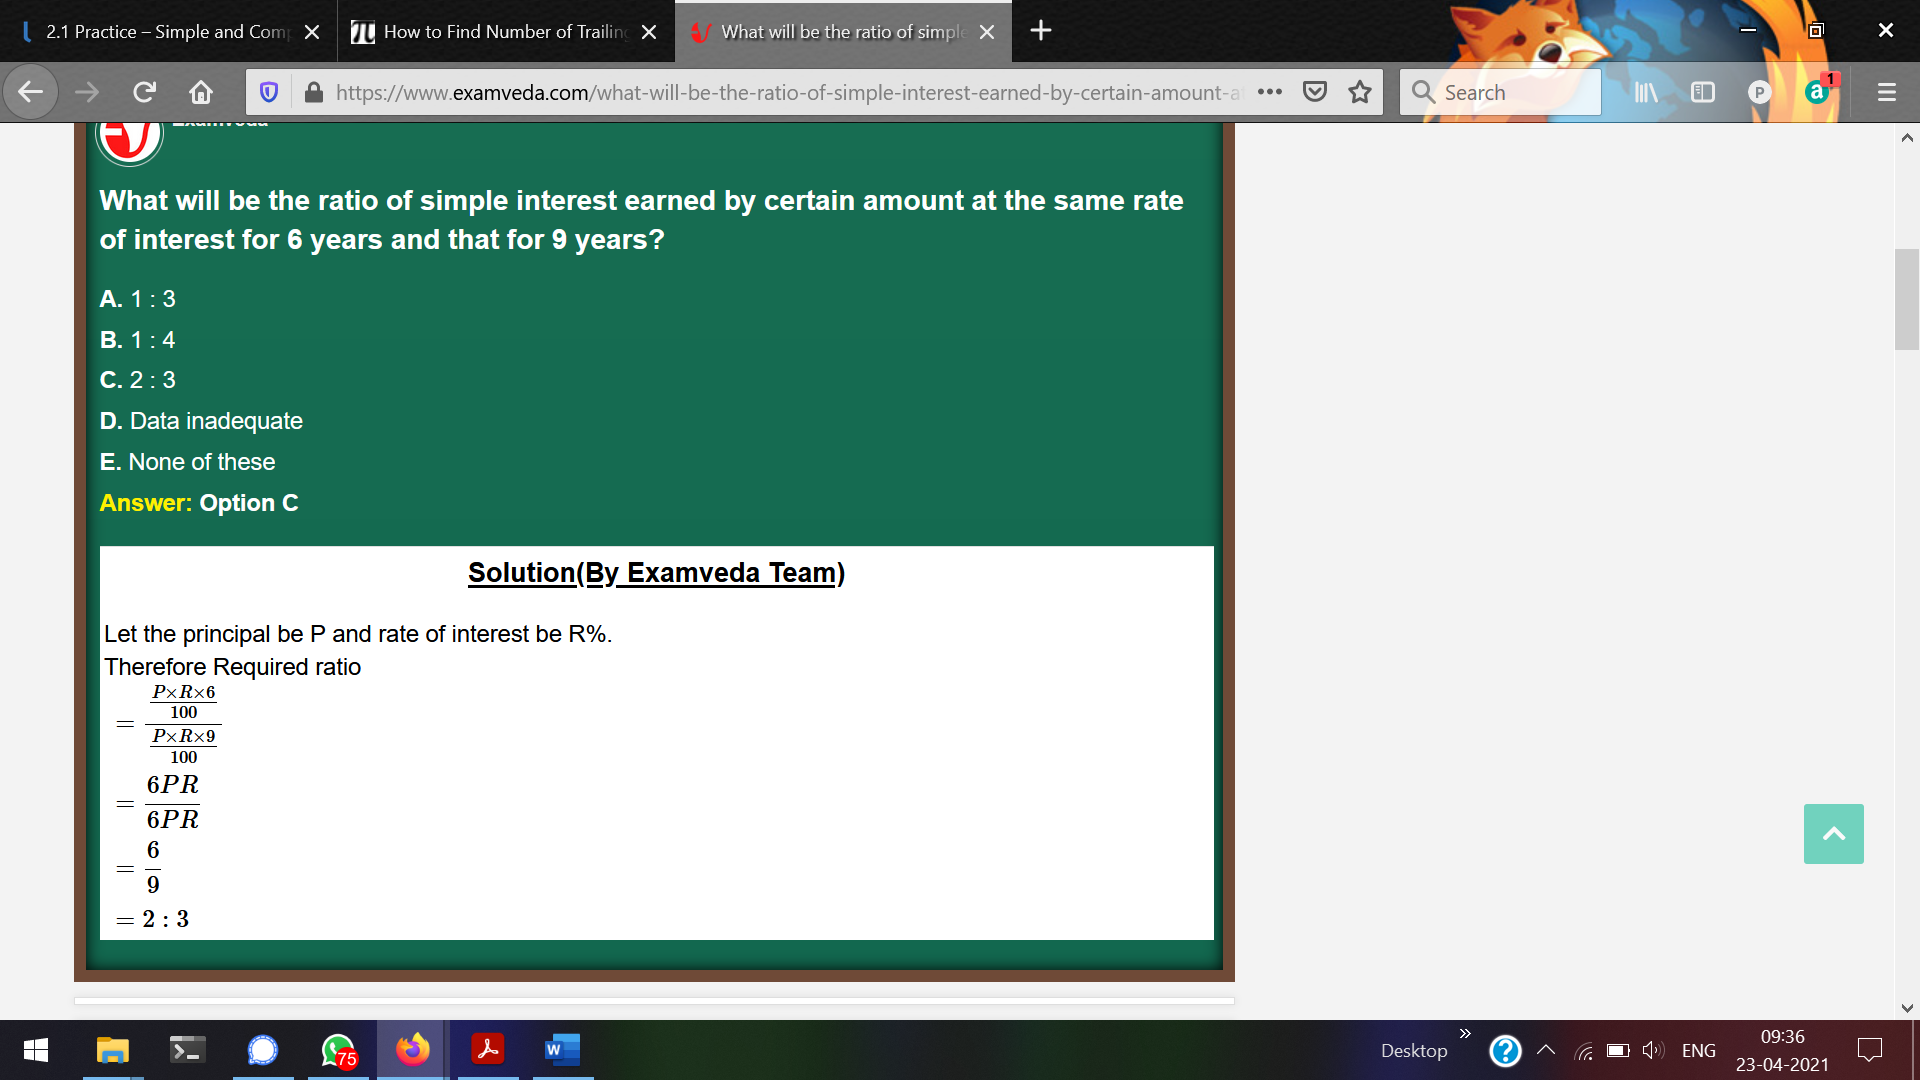 2.1 Practice – Simple and Comp
How to Find Number of Trailing
What will be the ratio of simple
https://www.examveda.com/what-will-be-the-ratio-of-simple-interest-earned-by-certain-amount-a
Search
P
a
1
What will be the ratio of simple interest earned by certain amount at the same rate
of interest for 6 years and that for 9 years?
A. 1 : 3
B. 1 : 4
C. 2 : 3
D. Data inadequate
E. None of these
Answer: Option C
Solution(By Examveda Team)
Let the principal be P and rate of interest be R%.
Therefore Required ratio
P×R×6
100
=
P×R×9
100
6PR
=
6PR
6
=
9
= 2 : 3
75
W
Desktop
»
?
ENG
09:36
23-04-2021